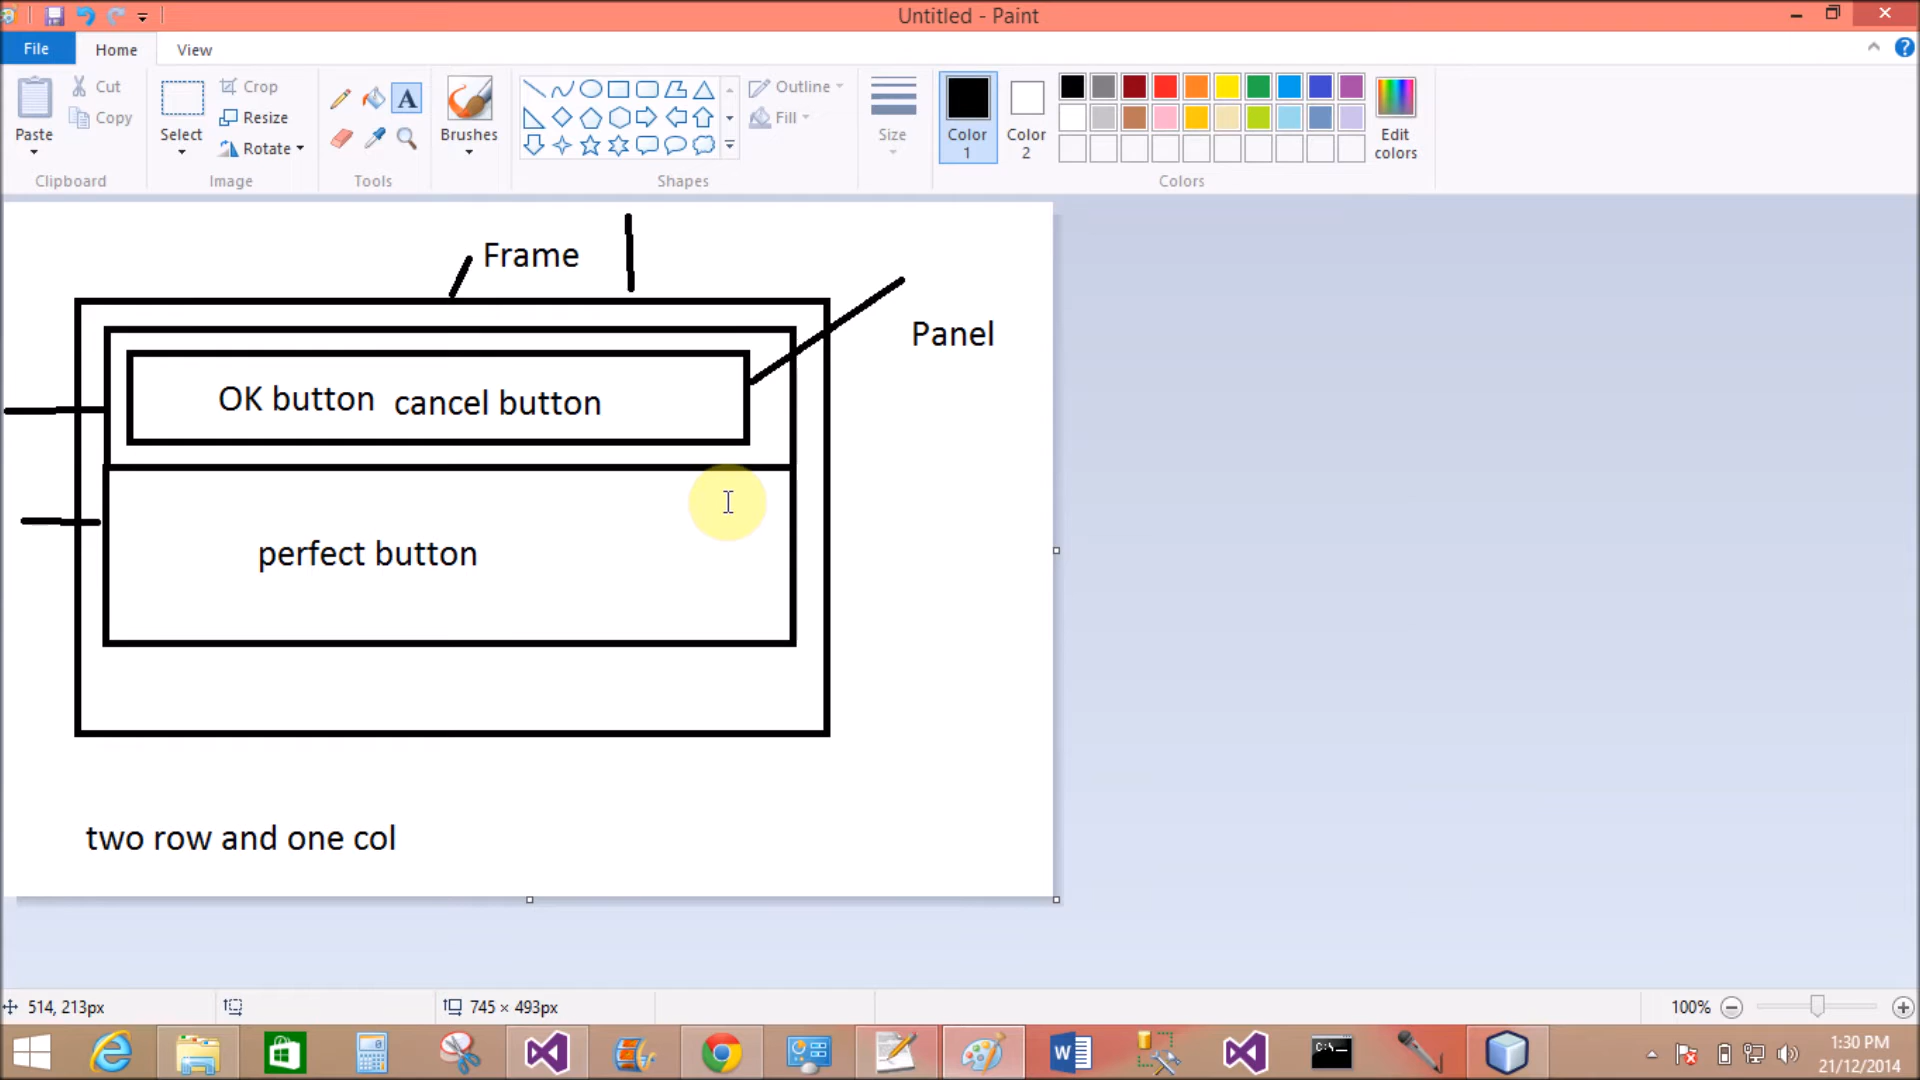 Untitled - Paint
File Home View
Paste
Cut
Copy
Clipboard
Select
Crop
Resize
Rotate
Image
A
Tools
Brushes
Shapes
Outline
Fill
Size
Color 1
Color 2
Edit colors
Colors
Frame
Panel
OK button cancel button
perfect button
two row and one col
514, 213px
745 × 493px
100%
W
C:\
1:30 PM
21/12/2014